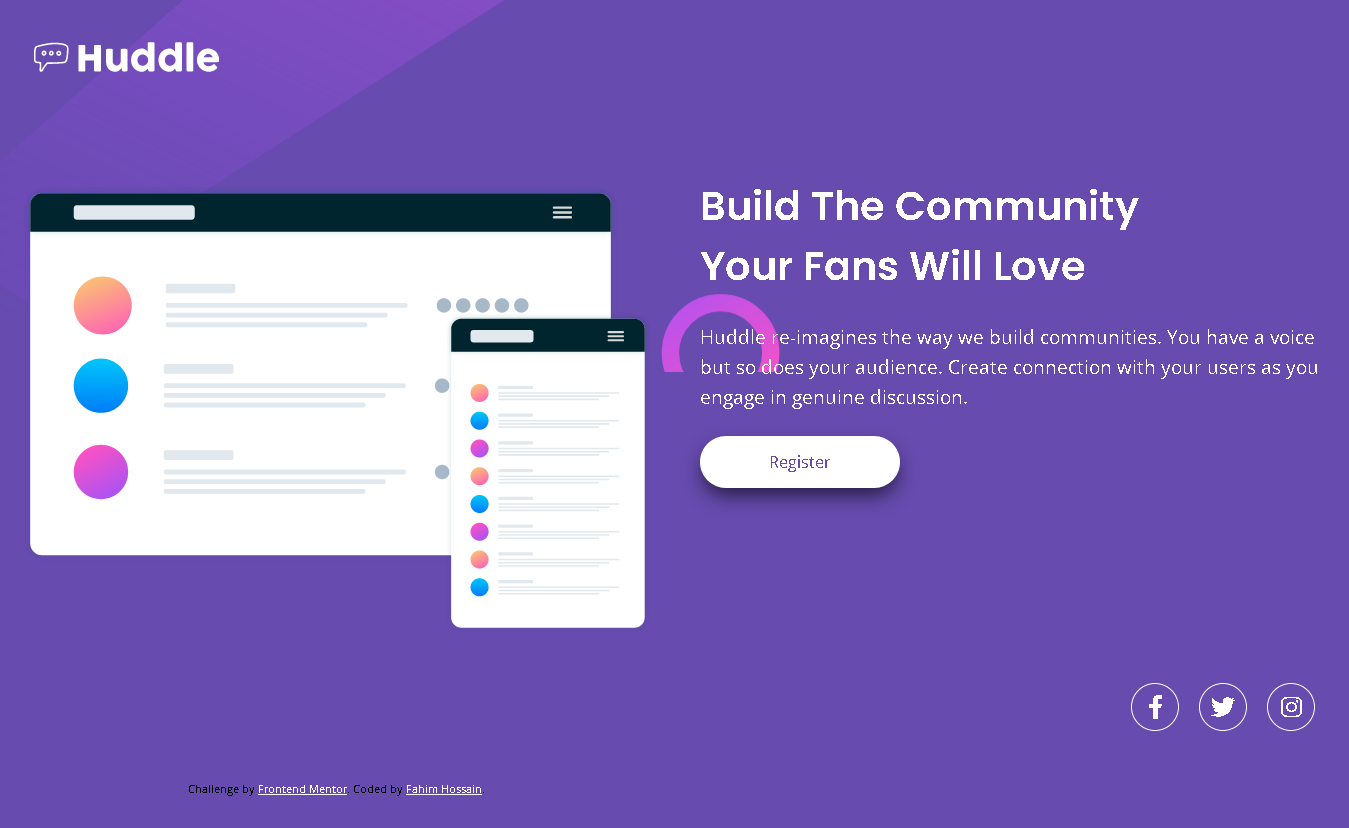 Huddle
Build The Community
Your Fans Will Love
Huddle re-imagines the way we build communities. You have a voice
but so does your audience. Create connection with your users as you
engage in genuine discussion.
Register
Challenge by Frontend Mentor. Coded by Fahim Hossain.